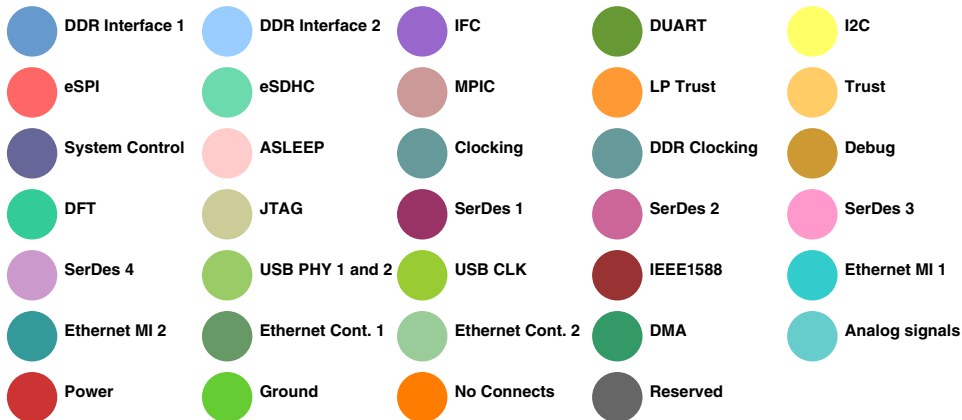 DDR Interface 1
DDR Interface 2
IFC
DUART
I2C
eSPI
eSDHC
MPIC
LP Trust
Trust
System Control
ASLEEP
Clocking
DDR Clocking
Debug
DFT
JTAG
SerDes 1
SerDes 2
SerDes 3
SerDes 4
USB PHY 1 and 2
USB CLK
IEEE1588
Ethernet MI 1
Ethernet MI 2
Ethernet Cont. 1
Ethernet Cont. 2
DMA
Analog signals
Power
Ground
No Connects
Reserved